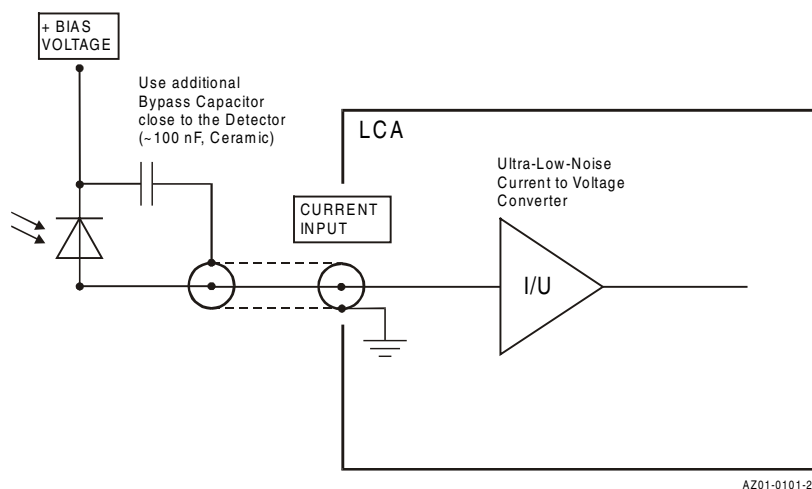 + BIAS
VOLTAGE
Use additional
Bypass Capacitor
close to the Detector
(~100 nF, Ceramic)
LCA
CURRENT
INPUT
Ultra-Low-Noise
Current to Voltage
Converter
I/U
AZ01-0101-2